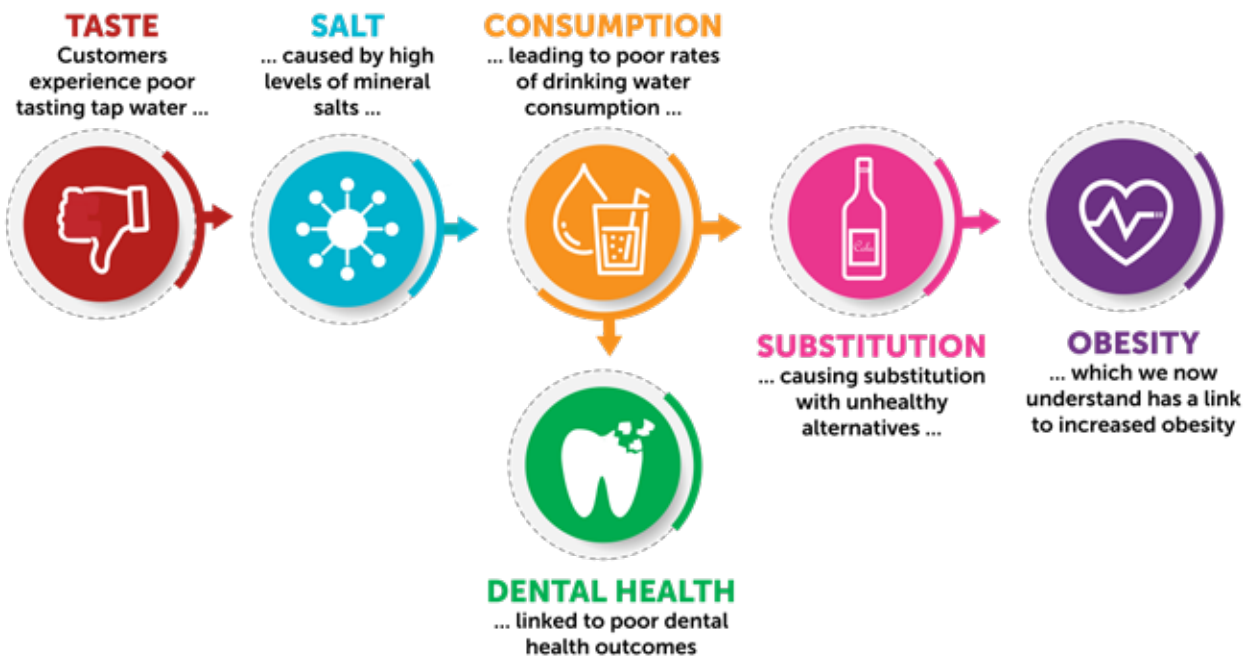 TASTE
Customers
experience poor
tasting tap water ...
SALT
... caused by high
levels of mineral
salts ...
CONSUMPTION
... leading to poor rates
of drinking water
consumption ...
Cola
SUBSTITUTION
... causing substitution
with unhealthy
alternatives ...
OBESITY
... which we now
understand has a link
to increased obesity
DENTAL HEALTH
... linked to poor dental
health outcomes